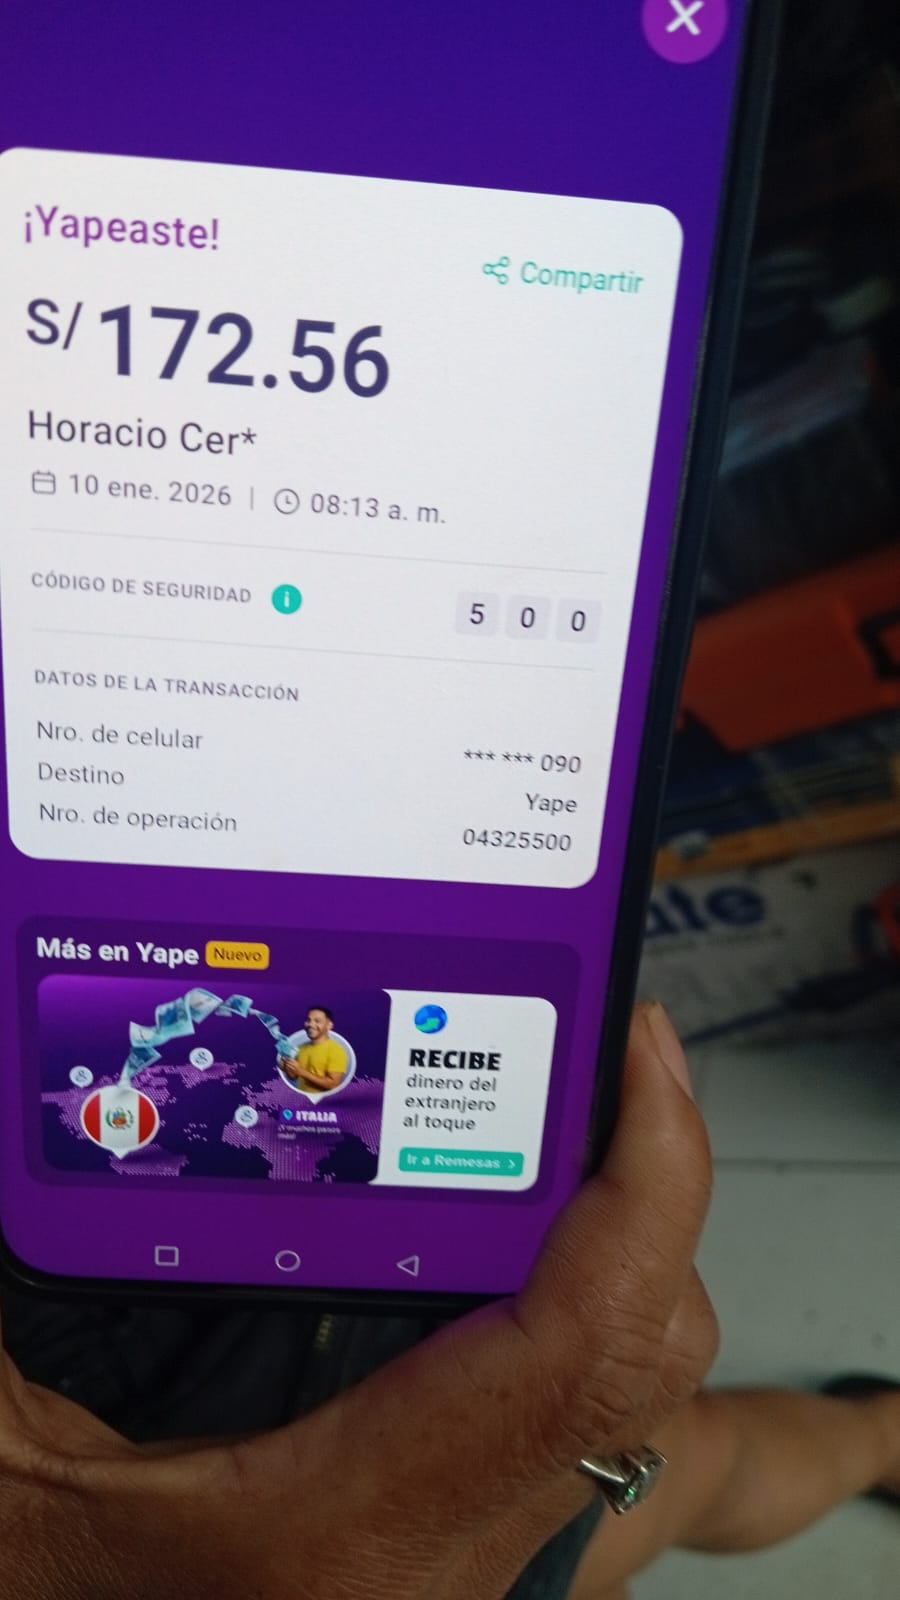 ¡Yapeaste!
Compartir
S/ 172.56
Horacio Cer*
10 ene. 2026 | 08:13 a. m.
CÓDIGO DE SEGURIDAD
5 0 0
DATOS DE LA TRANSACCIÓN
Nro. de celular *** *** 090
Destino Yape
Nro. de operación 04325500
Más en Yape Nuevo
ITALIA
RECIBE
dinero del
extranjero
al toque
Ir a Remesas >